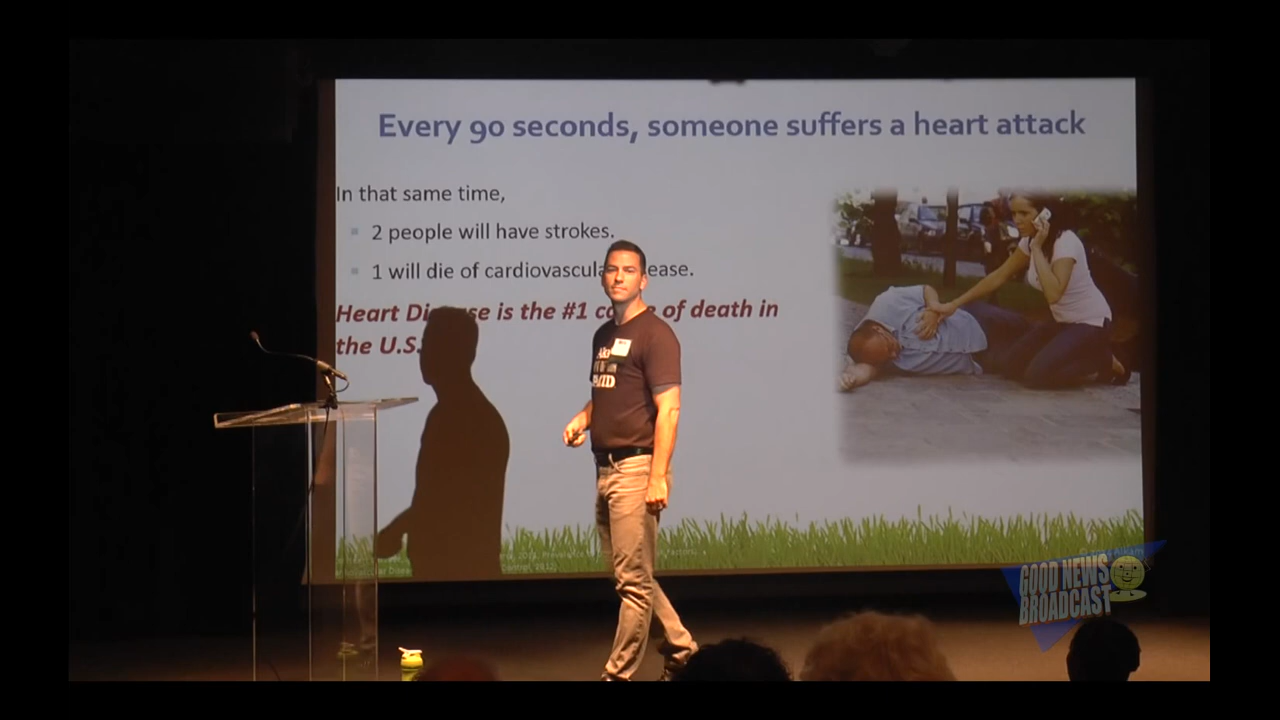 Every 90 seconds, someone suffers a heart attack
In that same time,
2 people will have strokes.
1 will die of cardiovascula ease.
Heart Di se is the #1 c e of death in
the U.S.
GOOD NEWS
BROADCAST